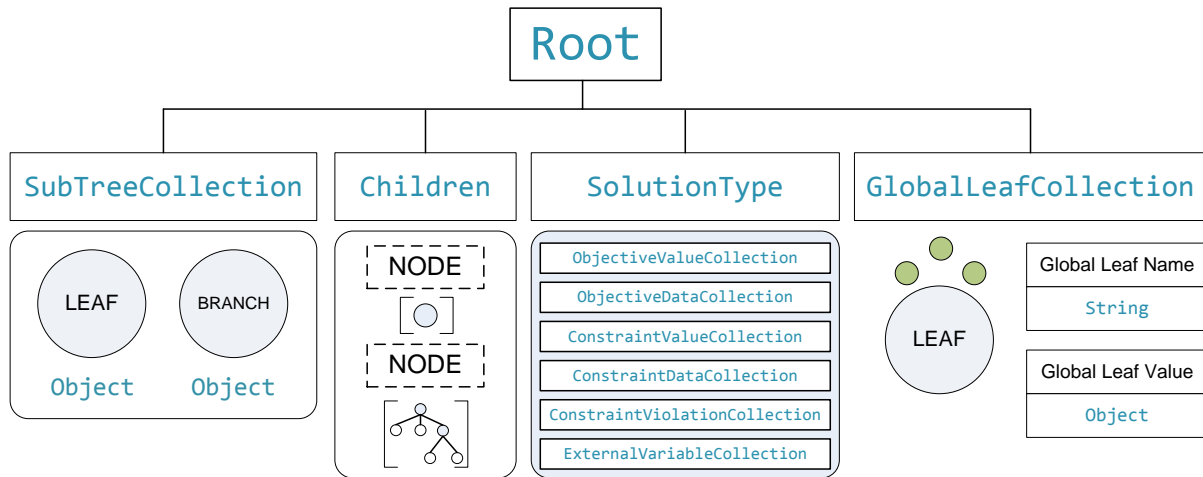 Root
SubTreeCollection
Children
SolutionType
GlobalLeafCollection
LEAF
BRANCH
Object
Object
NODE
NODE
ObjectiveValueCollection
ObjectiveDataCollection
ConstraintValueCollection
ConstraintDataCollection
ConstraintViolationCollection
ExternalVariableCollection
LEAF
Global Leaf Name
String
Global Leaf Value
Object